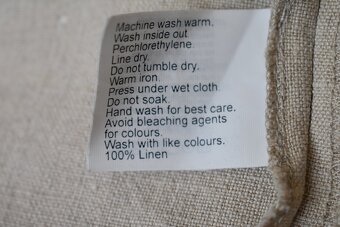 Machine wash warm.
Wash inside out.
Perchlorethylene.
Line dry.
Do not tumble dry.
Warm iron.
Press under wet cloth.
Do not soak.
Hand wash for best care.
Avoid bleaching agents
for colours.
Wash with like colours.
100% Linen